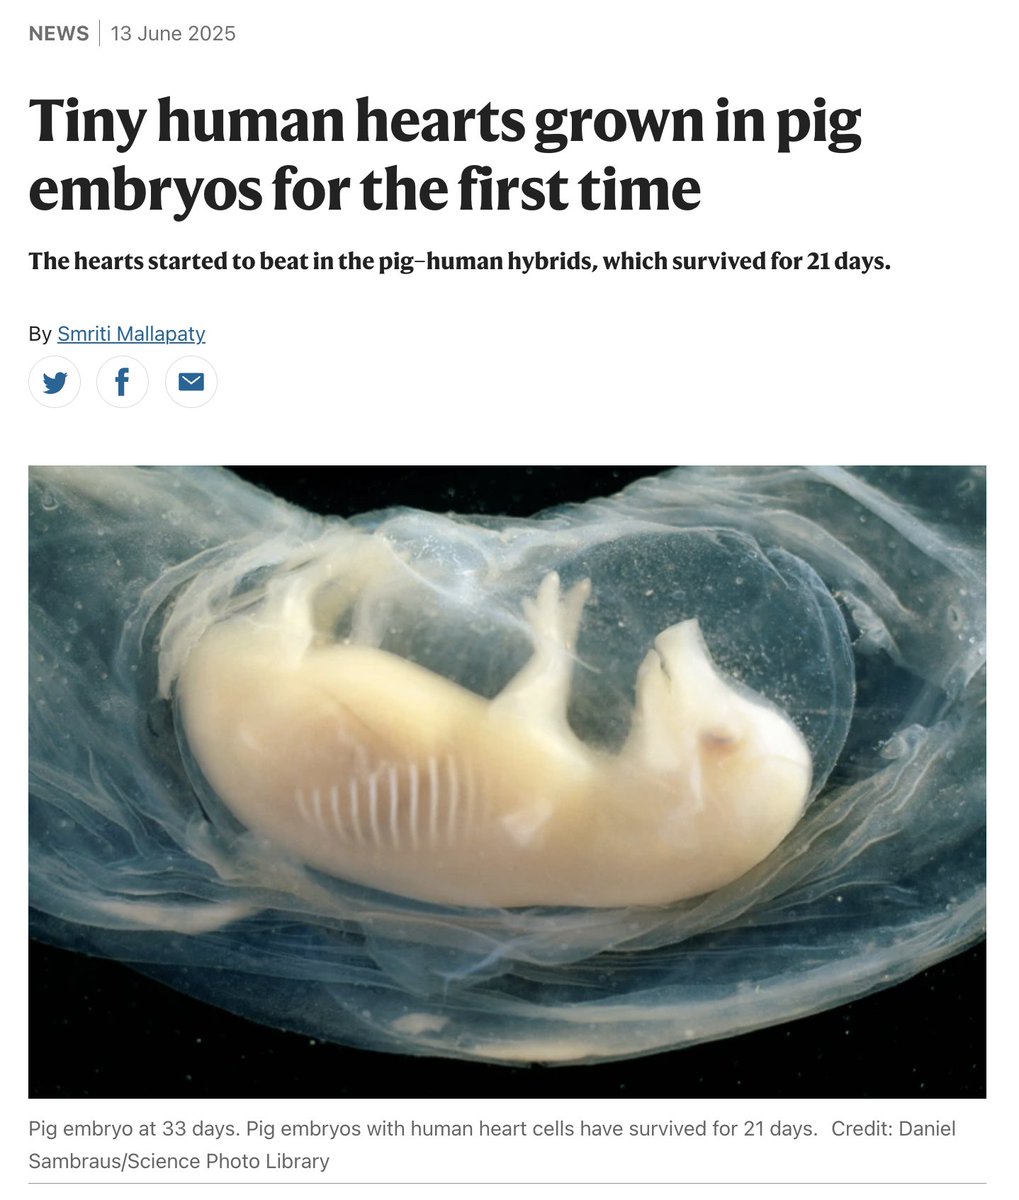 NEWS | 13 June 2025
Tiny human hearts grown in pig
embryos for the first time
The hearts started to beat in the pig–human hybrids, which survived for 21 days.
By Smriti Mallapaty
Pig embryo at 33 days. Pig embryos with human heart cells have survived for 21 days. Credit: Daniel
Sambraus/Science Photo Library